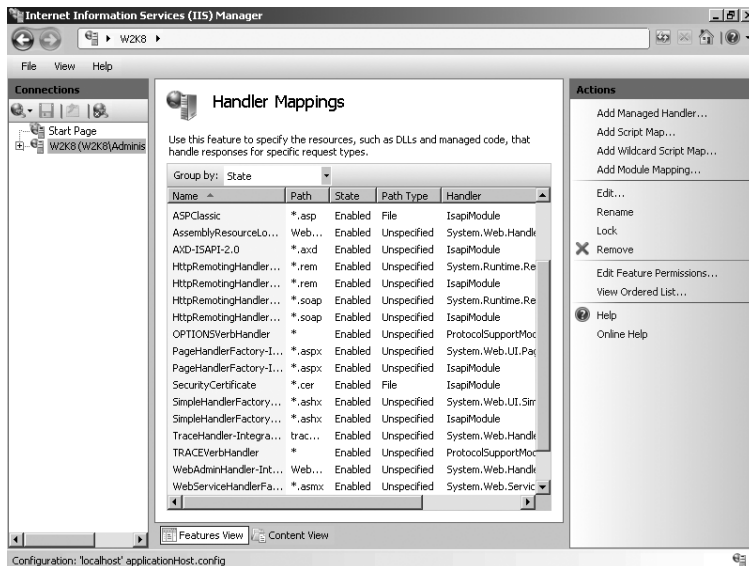 Internet Information Services (IIS) Manager
W2K8
File View Help
Connections
Start Page
W2K8 (W2K8\Adminis
Handler Mappings
Use this feature to specify the resources, such as DLLs and managed code, that
handle responses for specific request types.
Group by: State
Name Path State Path Type Handler
ASPClassic *.asp Enabled File IsapiModule
AssemblyResourceLo... Web... Enabled Unspecified System.Web.Handle
AXD-ISAPI-2.0 *.axd Enabled Unspecified IsapiModule
HttpRemotingHandler... *.rem Enabled Unspecified System.Runtime.Re
HttpRemotingHandler... *.rem Enabled Unspecified IsapiModule
HttpRemotingHandler... *.soap Enabled Unspecified System.Runtime.Re
HttpRemotingHandler... *.soap Enabled Unspecified IsapiModule
OPTIONSVerbHandler * Enabled Unspecified ProtocolSupportMod
PageHandlerFactory-I... *.aspx Enabled Unspecified System.Web.UI.Pag
PageHandlerFactory-I... *.aspx Enabled Unspecified IsapiModule
SecurityCertificate *.cer Enabled File IsapiModule
SimpleHandlerFactory... *.ashx Enabled Unspecified System.Web.UI.Sim
SimpleHandlerFactory... *.ashx Enabled Unspecified IsapiModule
TraceHandler-Integra... trac... Enabled Unspecified System.Web.Handle
TRACEVerbHandler * Enabled Unspecified ProtocolSupportMod
WebAdminHandler-Int... Web... Enabled Unspecified System.Web.Handle
WebServiceHandlerFa... *.asmx Enabled Unspecified System.Web.Servic
Features View Content View
Actions
Add Managed Handler...
Add Script Map...
Add Wildcard Script Map...
Add Module Mapping...
Edit...
Rename
Lock
Remove
Edit Feature Permissions...
View Ordered List...
Help
Online Help
Configuration: 'localhost' applicationHost.config